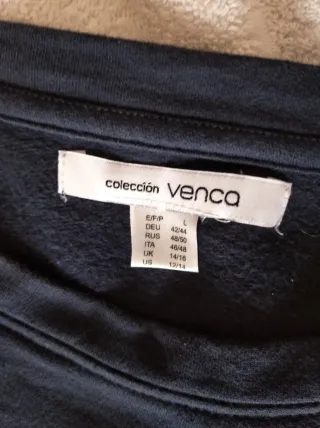 colección venca
E/F/P L
DEU 42/44
RUS 48/50
ITA 46/48
UK 14/16
US 12/14